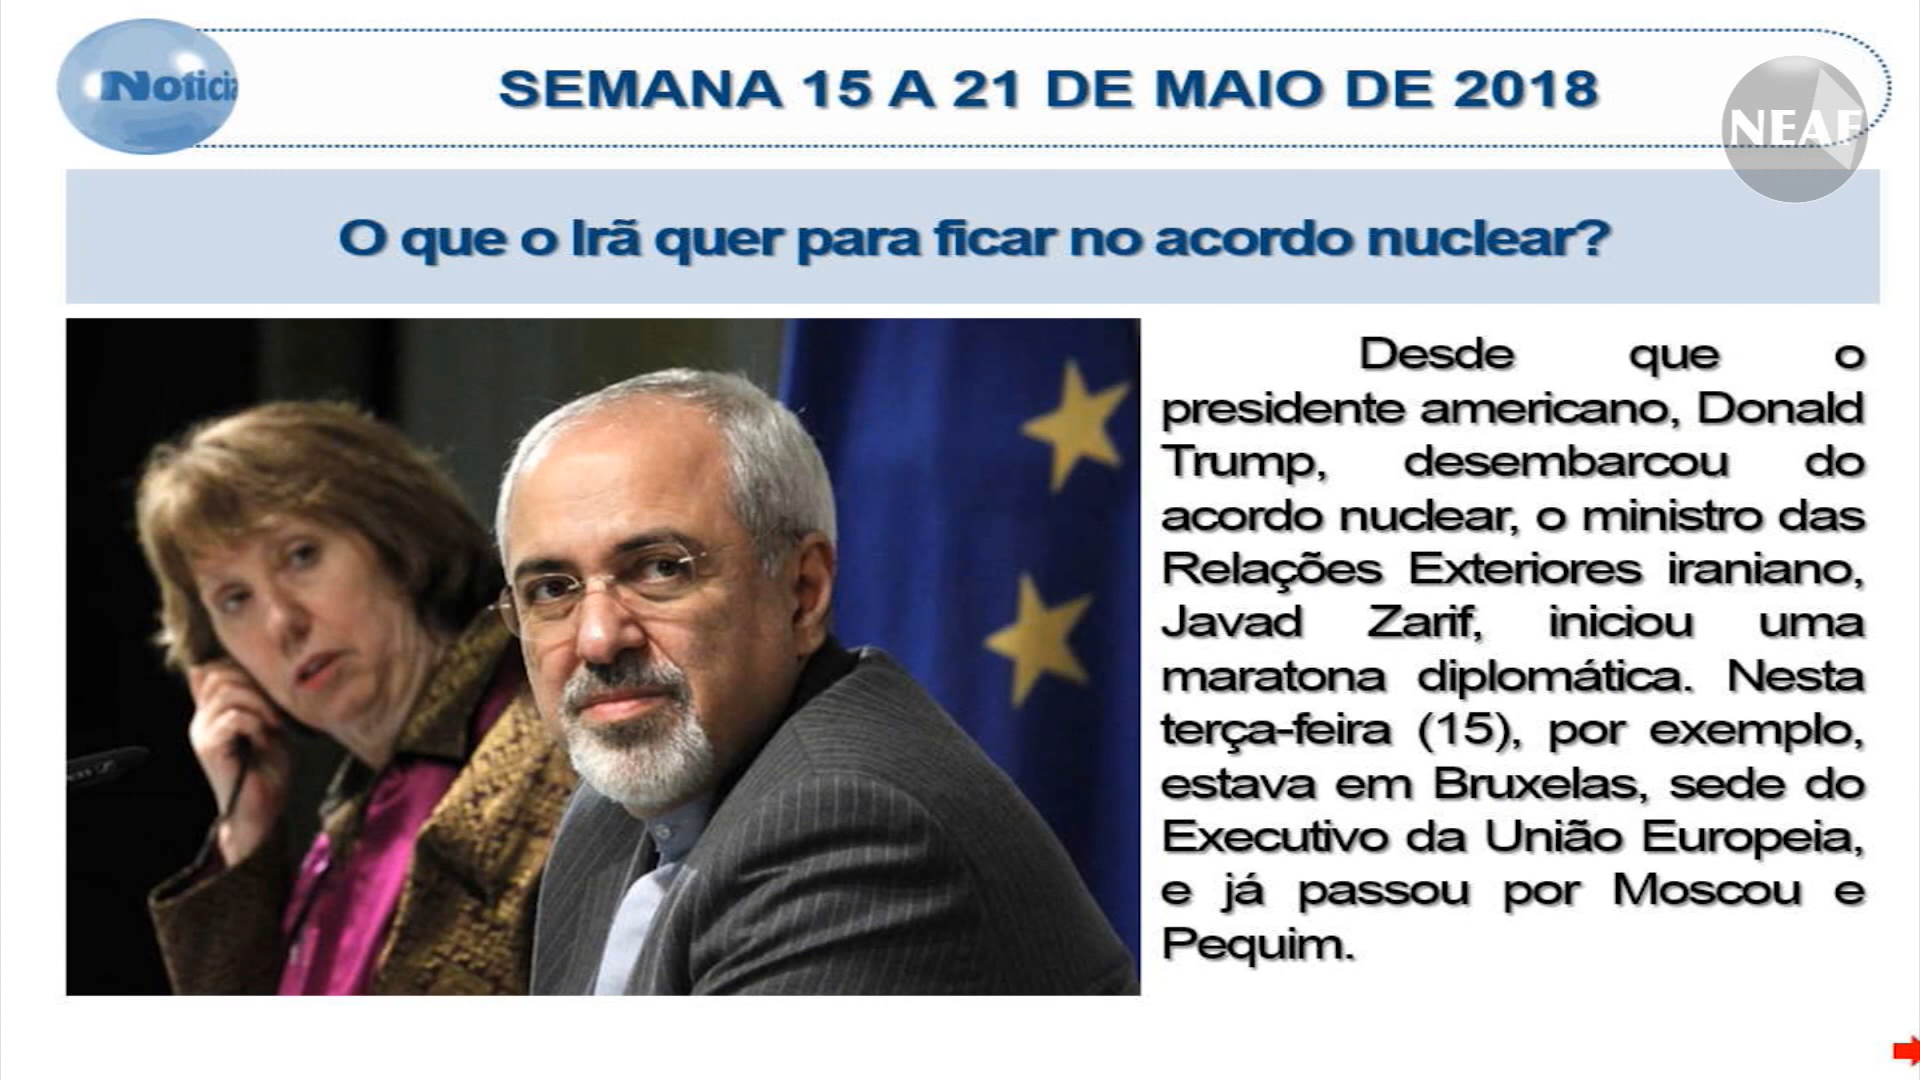 Noticia
SEMANA 15 A 21 DE MAIO DE 2018
NEAF
O que o Irã quer para ficar no acordo nuclear?
Desde que o
presidente americano, Donald
Trump, desembarcou do
acordo nuclear, o ministro das
Relações Exteriores iraniano,
Javad Zarif, iniciou uma
maratona diplomática. Nesta
terça-feira (15), por exemplo,
estava em Bruxelas, sede do
Executivo da União Europeia,
e já passou por Moscou e
Pequim.